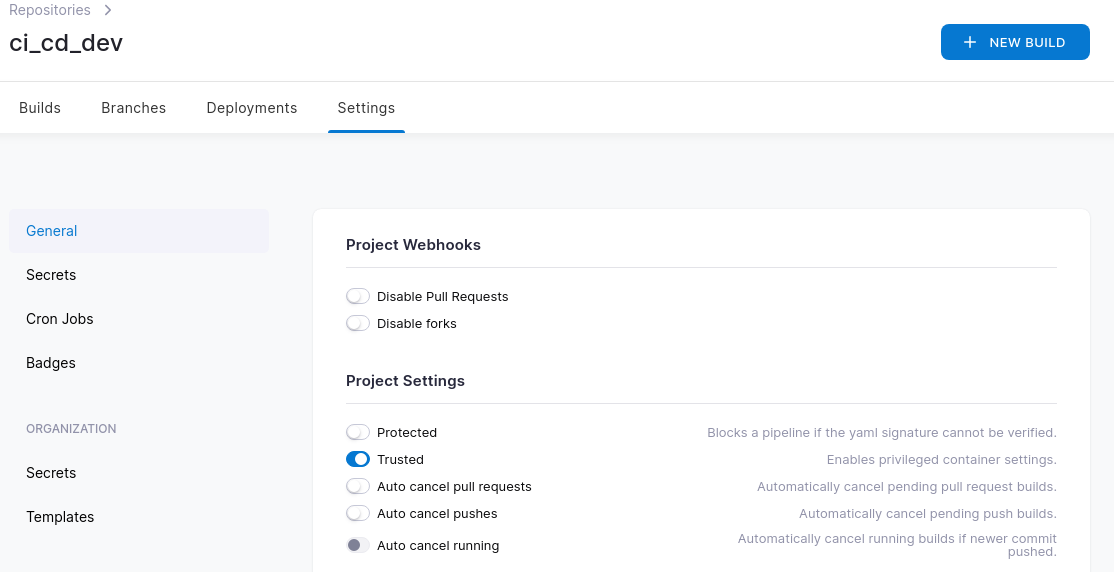 Repositories
ci_cd_dev
NEW BUILD
Builds
Branches
Deployments
Settings
General
Secrets
Cron Jobs
Badges
ORGANIZATION
Secrets
Templates
Project Webhooks
Disable Pull Requests
Disable forks
Project Settings
Protected
Blocks a pipeline if the yaml signature cannot be verified.
Trusted
Enables privileged container settings.
Auto cancel pull requests
Automatically cancel pending pull request builds.
Auto cancel pushes
Automatically cancel pending push builds.
Auto cancel running
Automatically cancel running builds if newer commit
pushed.